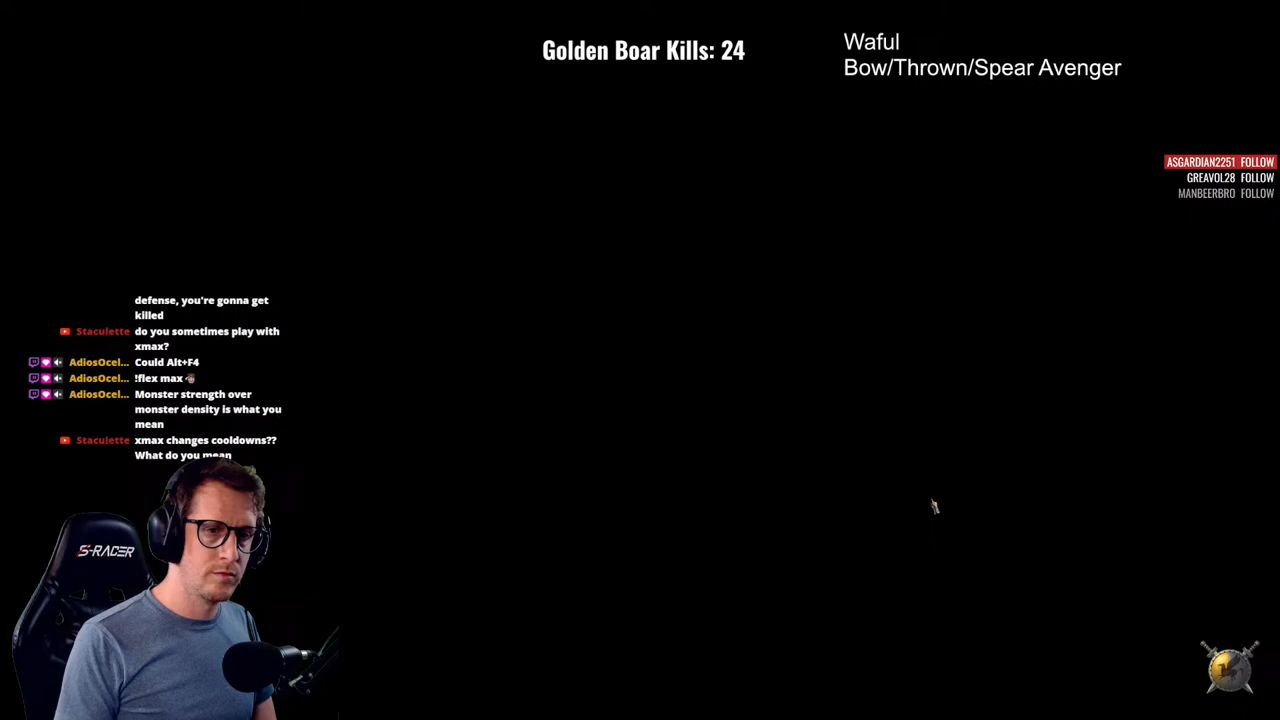 Golden Boar Kills: 24
Waful
Bow/Thrown/Spear Avenger
ASGARDIAN2251 FOLLOW
GREAVOL28 FOLLOW
MANBEERBRO FOLLOW
defense, you're gonna get
killed
Staculette do you sometimes play with
xmax?
AdiosOcel... Could Alt+F4
AdiosOcel... !flex max
AdiosOcel... Monster strength over
monster density is what you
mean
Staculette xmax changes cooldowns??
What do you mean
S-RACER